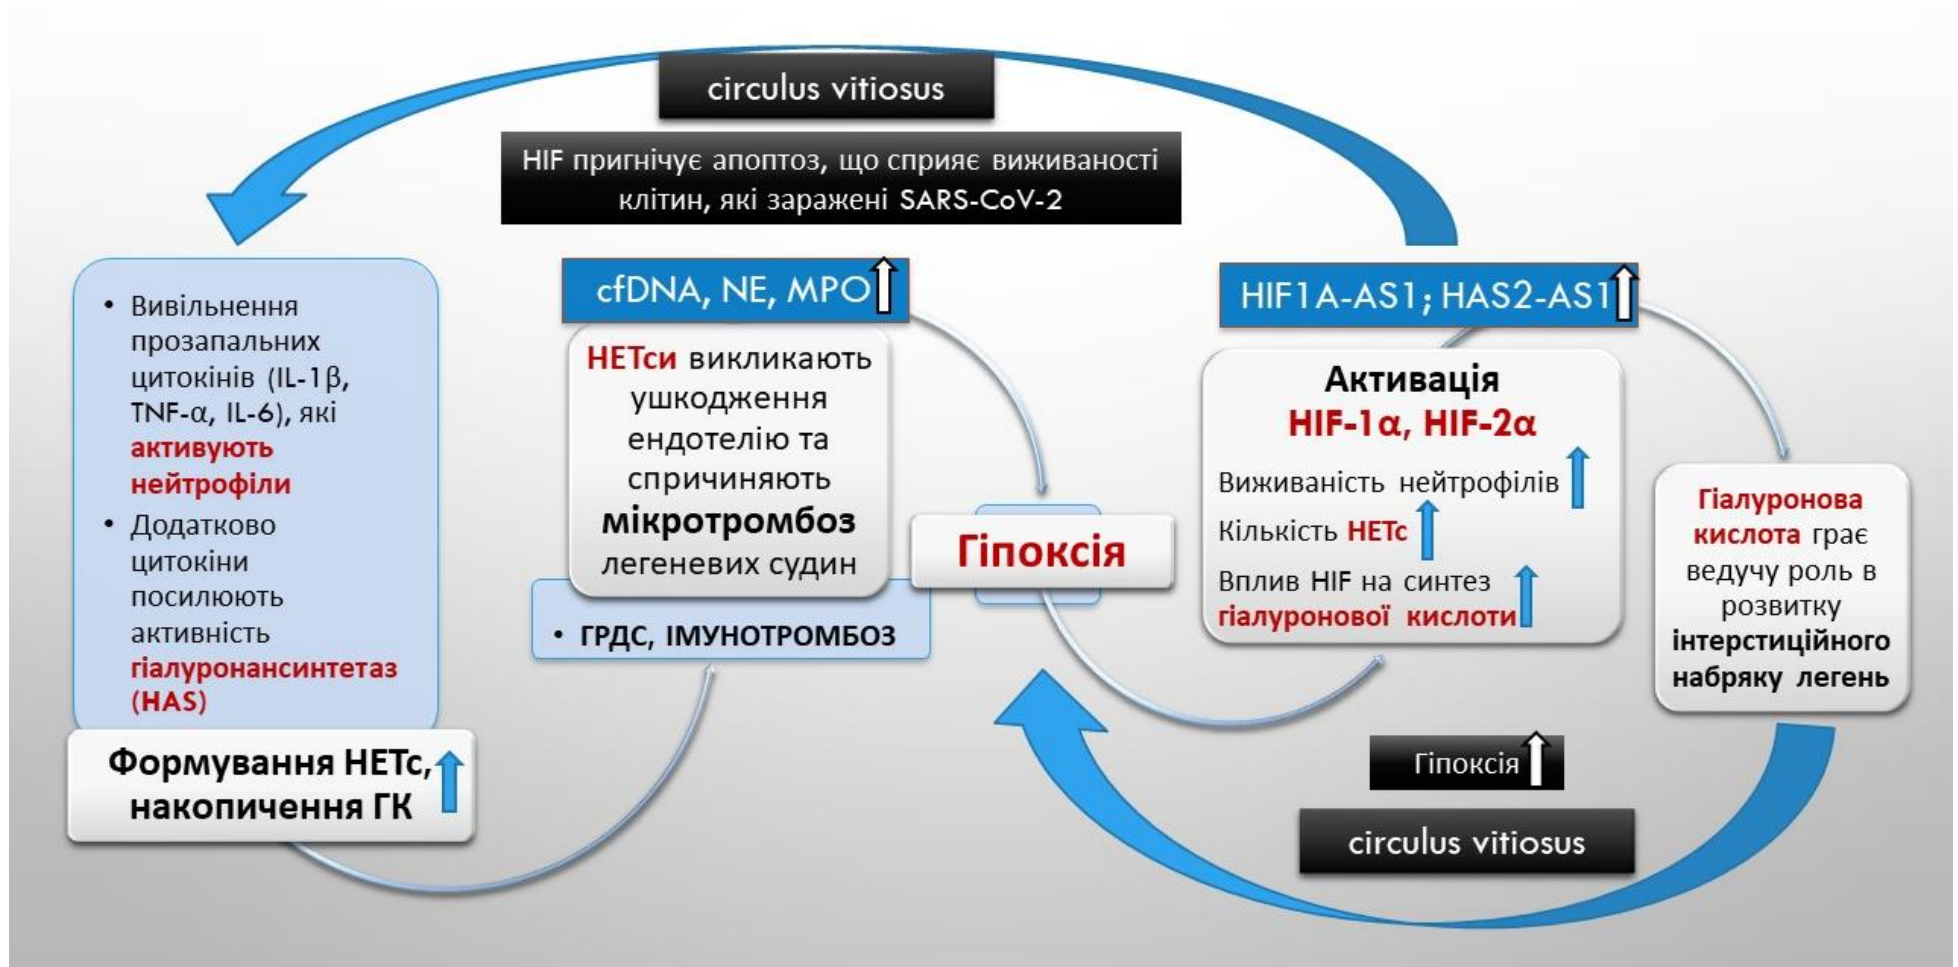 circulus vitiosus
HIF пригнічує апоптоз, що сприяє виживаності
клітин, які заражені SARS-CoV-2
• Вивільнення
прозапальних
цитокінів (IL-1β,
TNF-α, IL-6), які
активують
нейтрофіли
• Додатково
цитокіни
посилюють
активність
гіалуронансинтетаз
(HAS)
Формування НЕТс,
накопичення ГК
cfDNA, NE, MPO
НЕТси викликають
ушкодження
ендотелію та
спричиняють
мікротромбоз
легеневих судин
• ГРДС, ІМУНОТРОМБОЗ
Гіпоксія
HIF1A-AS1; HAS2-AS1
Активація
HIF-1α, HIF-2α
Виживаність нейтрофілів
Кількість НЕТс
Вплив HIF на синтез
гіалуронової кислоти
Гіалуронова
кислота грає
ведучу роль в
розвитку
інтерстиційного
набряку легень
Гіпоксія
circulus vitiosus